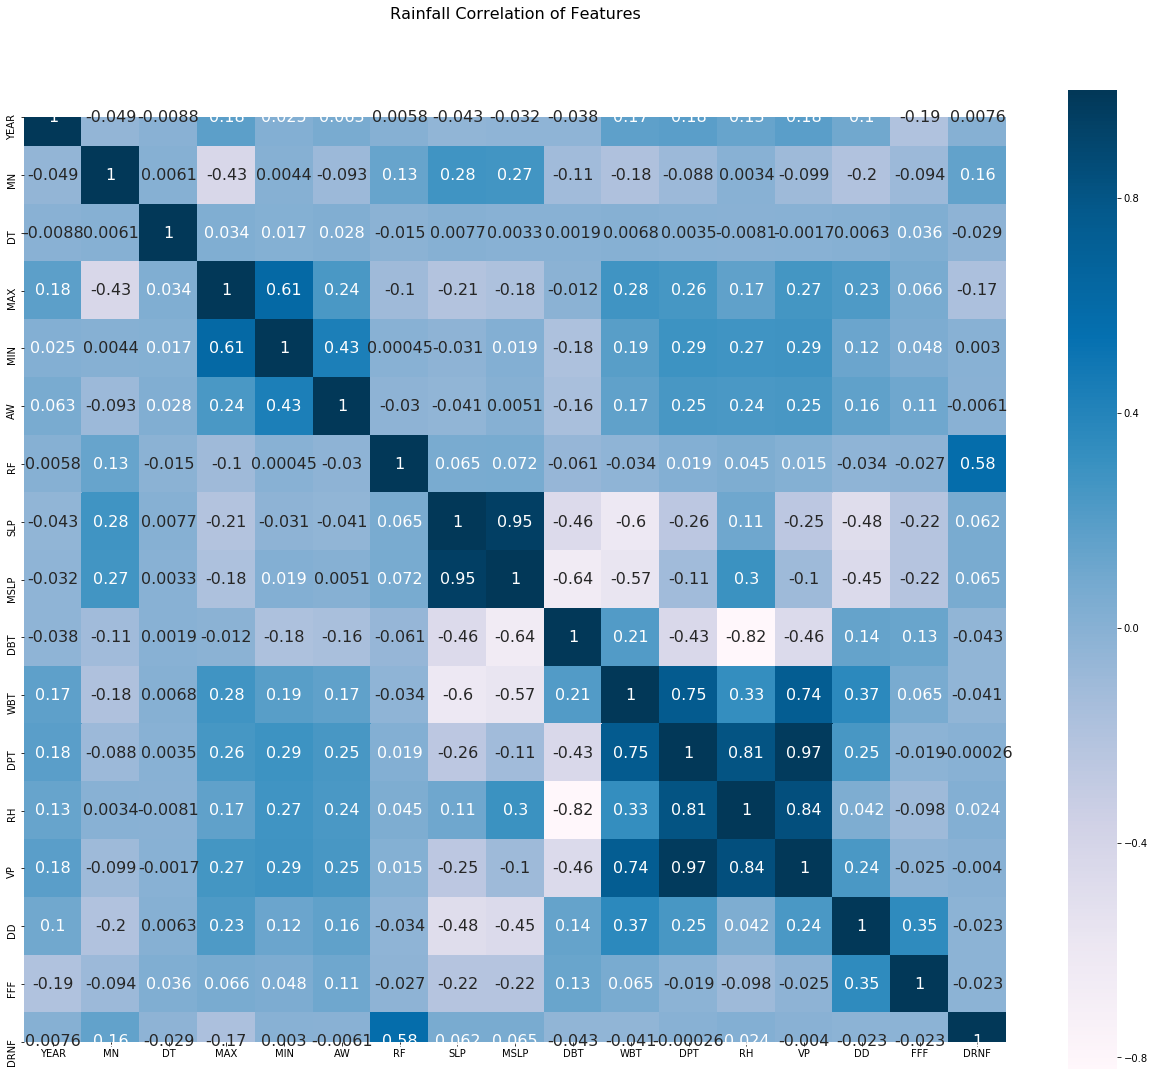 Rainfall Correlation of Features
YEAR 1 -0.049 -0.0088 0.18 0.025 0.063 0.0058 -0.043 -0.032 -0.038 0.17 0.18 0.13 0.18 0.1 -0.19 0.0076
MN -0.049 1 0.0061 -0.43 0.0044 -0.093 0.13 0.28 0.27 -0.11 -0.18 -0.088 0.0034 -0.099 -0.2 -0.094 0.16
DT -0.0088 0.0061 1 0.034 0.017 0.028 -0.015 0.0077 0.0033 0.0019 0.0068 0.0035 -0.0081 -0.0017 0.0063 0.036 -0.029
MAX 0.18 -0.43 0.034 1 0.61 0.24 -0.1 -0.21 -0.18 -0.012 0.28 0.26 0.17 0.27 0.23 0.066 -0.17
MIN 0.025 0.0044 0.017 0.61 1 0.43 0.00045 -0.031 0.019 -0.18 0.19 0.29 0.27 0.29 0.12 0.048 0.003
AW 0.063 -0.093 0.028 0.24 0.43 1 -0.03 -0.041 0.0051 -0.16 0.17 0.25 0.24 0.25 0.16 0.11 -0.0061
RF 0.0058 0.13 -0.015 -0.1 0.00045 -0.03 1 0.065 0.072 -0.061 -0.034 0.019 0.045 0.015 -0.034 -0.027 0.58
SLP -0.043 0.28 0.0077 -0.21 -0.031 -0.041 0.065 1 0.95 -0.46 -0.6 -0.26 0.11 -0.25 -0.48 -0.22 0.062
MSLP -0.032 0.27 0.0033 -0.18 0.019 0.0051 0.072 0.95 1 -0.64 -0.57 -0.11 0.3 -0.1 -0.45 -0.22 0.065
DBT -0.038 -0.11 0.0019 -0.012 -0.18 -0.16 -0.061 -0.46 -0.64 1 0.21 -0.43 -0.82 -0.46 0.14 0.13 -0.043
WBT 0.17 -0.18 0.0068 0.28 0.19 0.17 -0.034 -0.6 -0.57 0.21 1 0.75 0.33 0.74 0.37 0.065 -0.041
DPT 0.18 -0.088 0.0035 0.26 0.29 0.25 0.019 -0.26 -0.11 -0.43 0.75 1 0.81 0.97 0.25 -0.019 -0.00026
RH 0.13 0.0034 -0.0081 0.17 0.27 0.24 0.045 0.11 0.3 -0.82 0.33 0.81 1 0.84 0.042 -0.098 0.024
VP 0.18 -0.099 -0.0017 0.27 0.29 0.25 0.015 -0.25 -0.1 -0.46 0.74 0.97 0.84 1 0.24 -0.025 -0.004
DD 0.1 -0.2 0.0063 0.23 0.12 0.16 -0.034 -0.48 -0.45 0.14 0.37 0.25 0.042 0.24 1 0.35 -0.023
FFF -0.19 -0.094 0.036 0.066 0.048 0.11 -0.027 -0.22 -0.22 0.13 0.065 -0.019 -0.098 -0.025 0.35 1 -0.023
DRNF 0.0076 0.16 -0.029 -0.17 0.003 -0.0061 0.58 0.062 0.065 -0.043 -0.041 -0.00026 0.024 -0.004 -0.023 -0.023 1
YEAR MN DT MAX MIN AW RF SLP MSLP DBT WBT DPT RH VP DD FFF DRNF
0.8
0.4
0.0
−0.4
−0.8